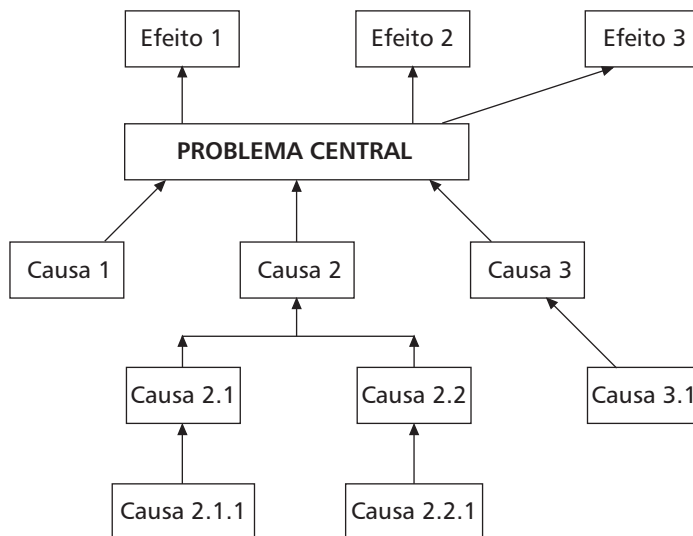 Efeito 1
Efeito 2
Efeito 3
PROBLEMA CENTRAL
Causa 1
Causa 2
Causa 3
Causa 2.1
Causa 2.2
Causa 3.1
Causa 2.1.1
Causa 2.2.1